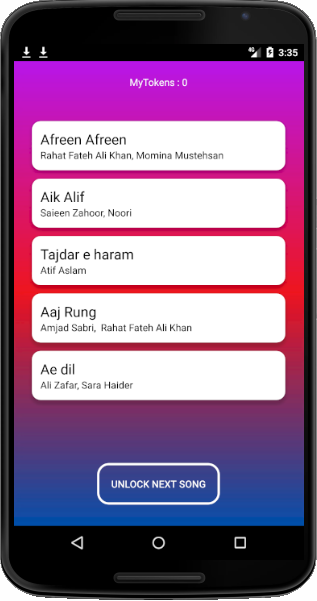 4G 3:35
MyTokens : 0
Afreen Afreen
Rahat Fateh Ali Khan, Momina Mustehsan
Aik Alif
Saieen Zahoor, Noori
Tajdar e haram
Atif Aslam
Aaj Rung
Amjad Sabri,  Rahat Fateh Ali Khan
Ae dil
Ali Zafar, Sara Haider
UNLOCK NEXT SONG